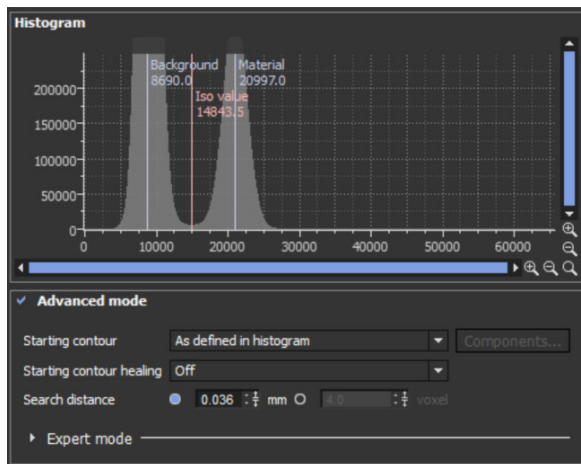 Histogram
Background Material
8690.0 20997.0
Iso value
14843.5
200000
150000
100000
50000
0
0 10000 20000 30000 40000 50000 60000
Advanced mode
Starting contour As defined in histogram Components...
Starting contour healing Off
Search distance 0.036 mm 4.0 voxel
Expert mode